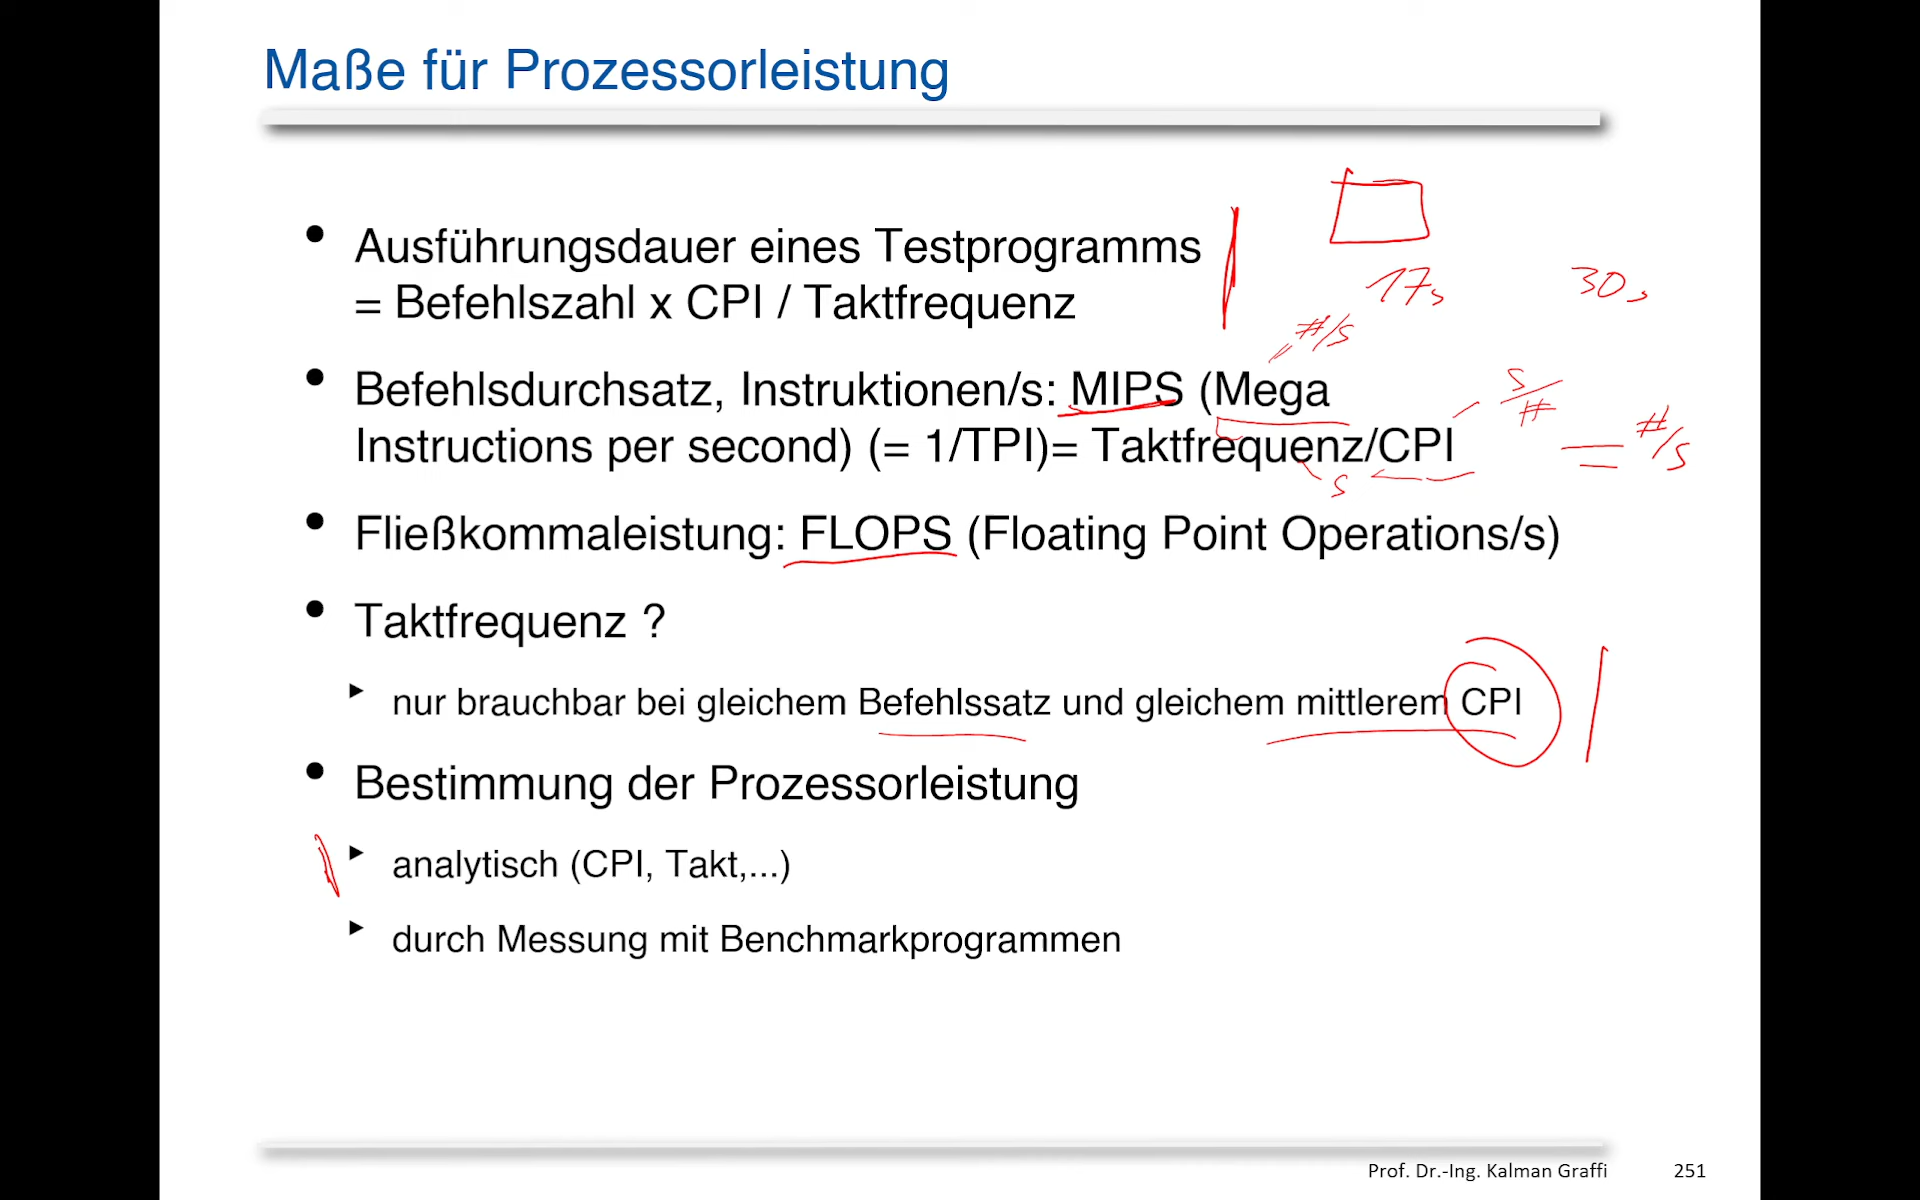 Maße für Prozessorleistung
• Ausführungsdauer eines Testprogramms
= Befehlszahl x CPI / Taktfrequenz
17s
30s
#/s
• Befehlsdurchsatz, Instruktionen/s: MIPS (Mega
s/#
Instructions per second) (= 1/TPI)= Taktfrequenz/CPI
= #/s
s
• Fließkommaleistung: FLOPS (Floating Point Operations/s)
• Taktfrequenz ?
▸ nur brauchbar bei gleichem Befehlssatz und gleichem mittlerem CPI
• Bestimmung der Prozessorleistung
▸ analytisch (CPI, Takt,...)
▸ durch Messung mit Benchmarkprogrammen
Prof. Dr.-Ing. Kalman Graffi 251